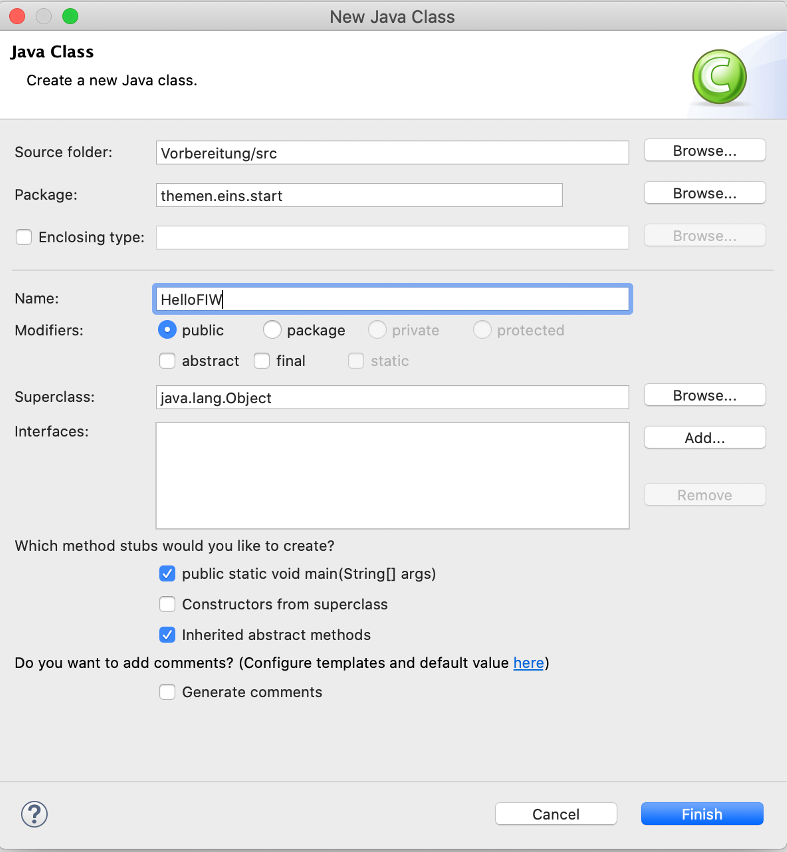 New Java Class
Java Class
Create a new Java class.
C
Source folder: Vorbereitung/src Browse...
Package: themen.eins.start Browse...
Enclosing type: Browse...
Name: HelloFIW
Modifiers: public package private protected
abstract final static
Superclass: java.lang.Object Browse...
Interfaces: Add...
Remove
Which method stubs would you like to create?
public static void main(String[] args)
Constructors from superclass
Inherited abstract methods
Do you want to add comments? (Configure templates and default value here)
Generate comments
? Cancel Finish